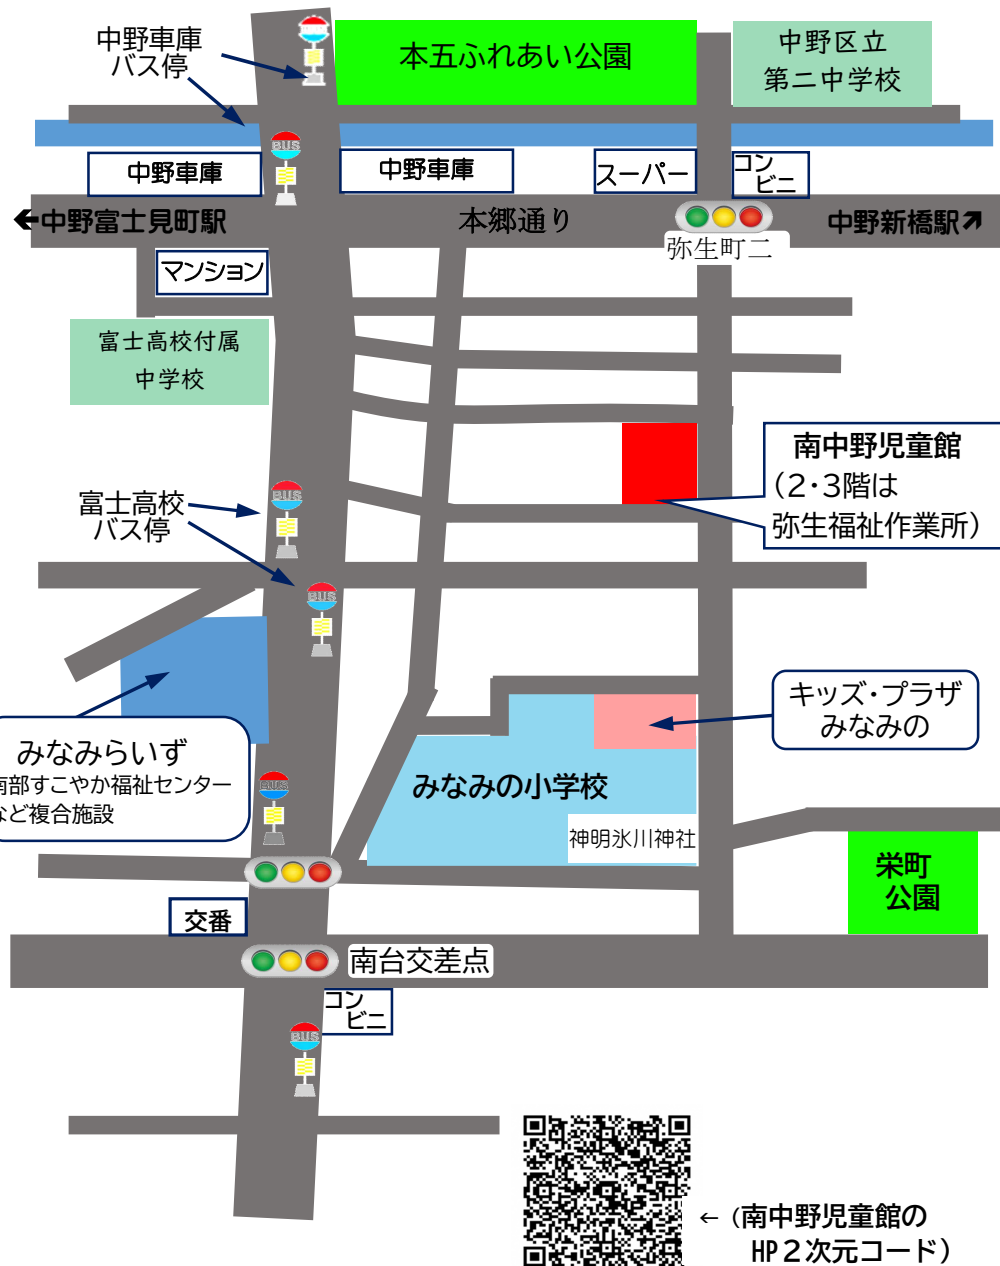 中野車庫
バス停
本五ふれあい公園
中野区立
第二中学校
BUS
中野車庫
中野車庫
スーパー
コン
ビニ
←中野富士見町駅
本郷通り
中野新橋駅↗
弥生町二
マンション
富士高校付属
中学校
南中野児童館
（2・3階は
弥生福祉作業所）
富士高校
バス停
BUS
BUS
キッズ・プラザ
みなみの
みなみらいず
南部すこやか福祉センター
など複合施設
BUS
みなみの小学校
神明氷川神社
栄町
公園
交番
南台交差点
コン
ビニ
BUS
←（南中野児童館の
HP２次元コード）